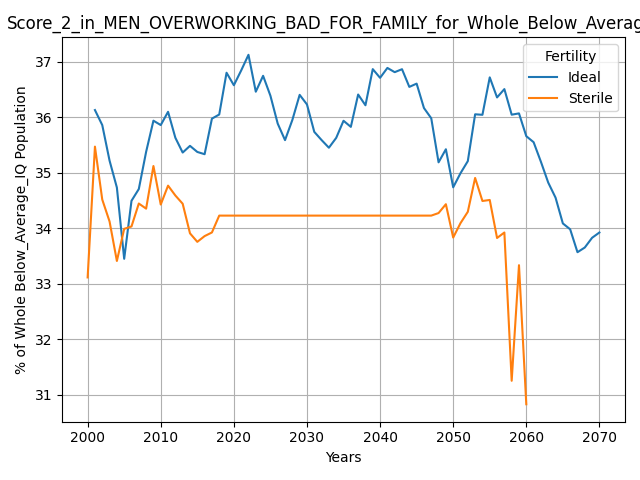 Score_2_in_MEN_OVERWORKING_BAD_FOR_FAMILY_for_Whole_Below_Averag
Fertility
Ideal
Sterile
% of Whole Below_Average_IQ Population
37
36
35
34
33
32
31
2000 2010 2020 2030 2040 2050 2060 2070
Years